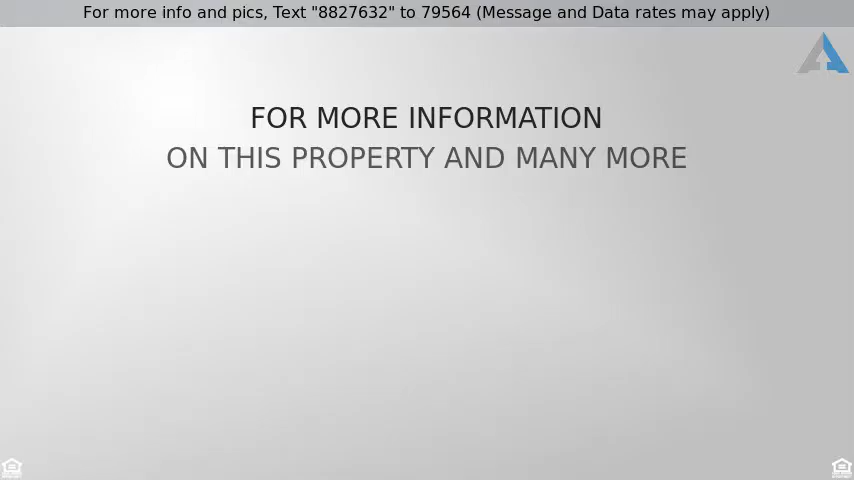 For more info and pics, Text "8827632" to 79564 (Message and Data rates may apply)
FOR MORE INFORMATION
ON THIS PROPERTY AND MANY MORE